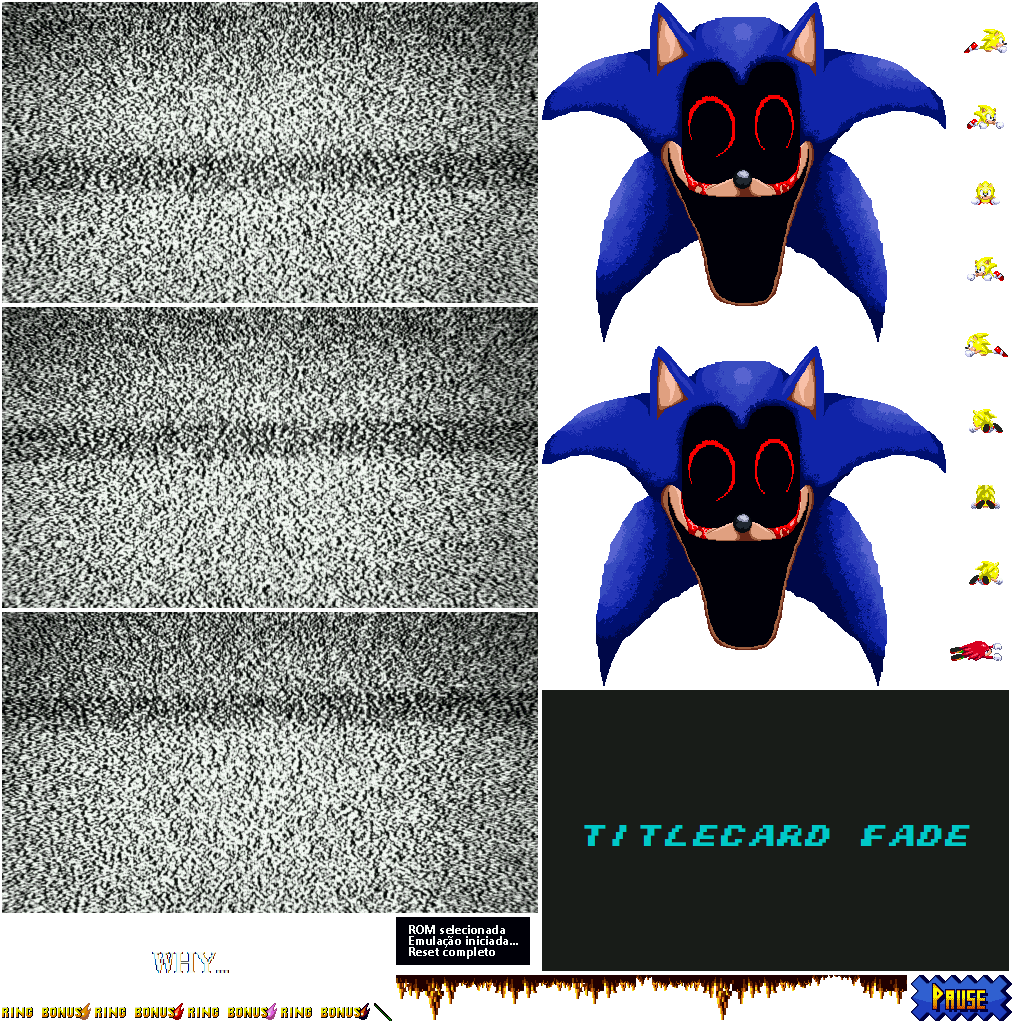 TITLECARD FADE
ROM selecionada
Emulação iniciada...
Reset completo
WHY...
RING BONUS RING BONUS RING BONUS RING BONUS
PAUSE